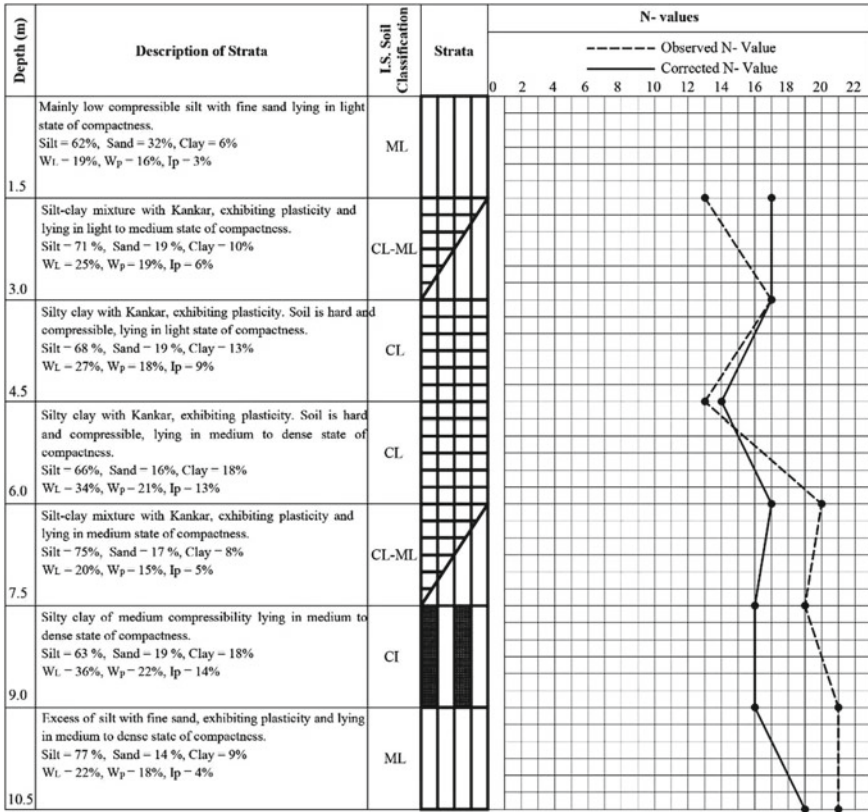 Depth (m)
Description of Strata
I.S. Soil
Classification
Strata
N- values
Observed N- Value
Corrected N- Value
0 2 4 6 8 10 12 14 16 18 20 22
Mainly low compressible silt with fine sand lying in light
state of compactness.
Silt = 62%, Sand = 32%, Clay = 6%
WL = 19%, WP = 16%, Ip = 3%
ML
1.5
Silt-clay mixture with Kankar, exhibiting plasticity and
lying in light to medium state of compactness.
Silt = 71 %, Sand = 19 %, Clay = 10%
WL = 25%, WP = 19%, Ip = 6%
CL-ML
3.0
Silty clay with Kankar, exhibiting plasticity. Soil is hard and
compressible, lying in light state of compactness.
Silt = 68 %, Sand = 19 %, Clay = 13%
WL = 27%, WP = 18%, Ip = 9%
CL
4.5
Silty clay with Kankar, exhibiting plasticity. Soil is hard
and compressible, lying in medium to dense state of
compactness.
Silt = 66%, Sand = 16%, Clay = 18%
WL = 34%, WP = 21%, Ip = 13%
CL
6.0
Silt-clay mixture with Kankar, exhibiting plasticity and
lying in medium state of compactness.
Silt = 75%, Sand = 17 %, Clay = 8%
WL = 20%, WP = 15%, Ip = 5%
CL-ML
7.5
Silty clay of medium compressibility lying in medium to
dense state of compactness.
Silt = 63 %, Sand = 19 %, Clay = 18%
WL = 36%, WP = 22%, Ip = 14%
CI
9.0
Excess of silt with fine sand, exhibiting plasticity and lying
in medium to dense state of compactness.
Silt = 77 %, Sand = 14 %, Clay = 9%
WL = 22%, WP = 18%, Ip = 4%
ML
10.5